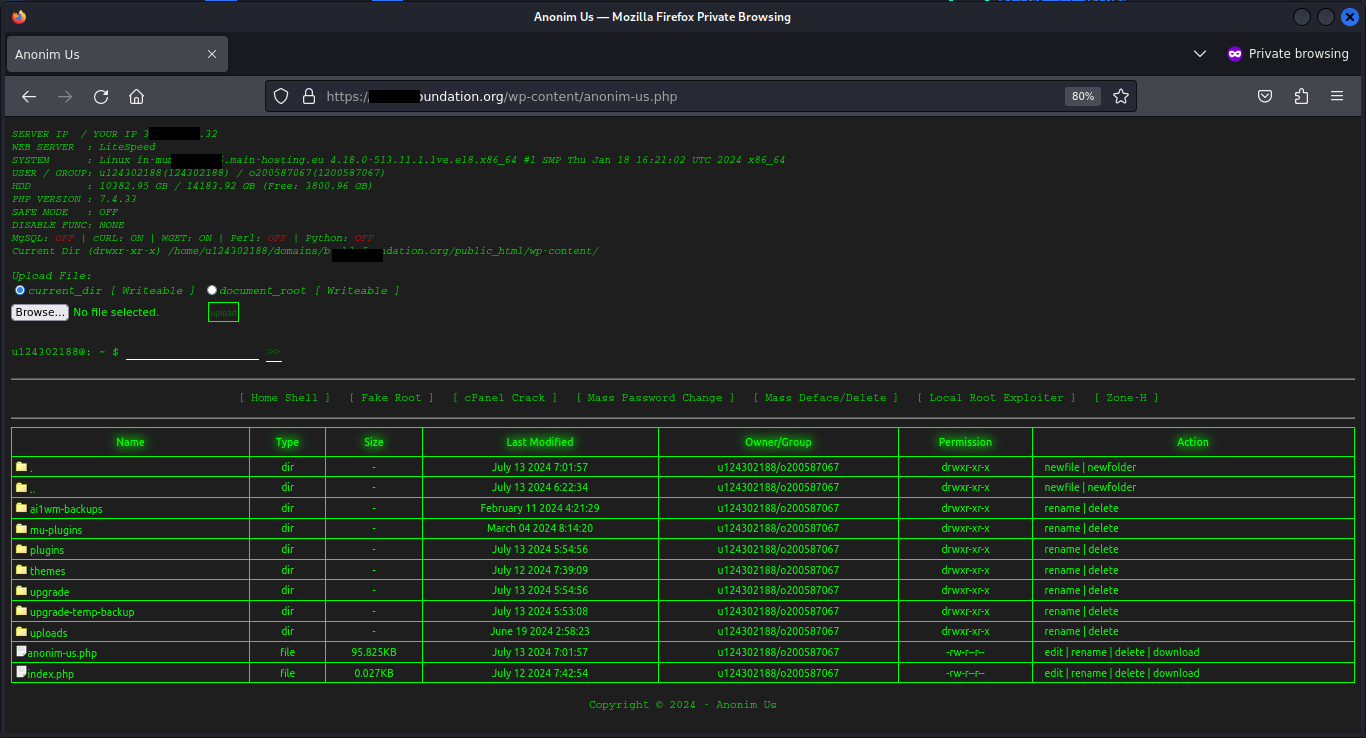 Anonim Us — Mozilla Firefox Private Browsing
Anonim Us
Private browsing
https://oundation.org/wp-content/anonim-us.php
80%
SERVER IP / YOUR IP 3 .32
WEB SERVER : LiteSpeed
SYSTEM : Linux in-mum .main-hosting.eu 4.18.0-513.11.1.lve.el8.x86_64 #1 SMP Thu Jan 18 16:21:02 UTC 2024 x86_64
USER / GROUP: u124302188(124302188) / o200587067(1200587067)
HDD : 10382.95 GB / 14183.92 GB (Free: 3800.96 GB)
PHP VERSION : 7.4.33
SAFE MODE : OFF
DISABLE FUNC: NONE
MySQL: OFF | cURL: ON | WGET: ON | Perl: OFF | Python: OFF
Current Dir (drwxr-xr-x) /home/u124302188/domains/b ndation.org/public_html/wp-content/
Upload File:
current_dir [ Writeable ] document_root [ Writeable ]
Browse... No file selected. upload
u124302188@: ~ $ >>
[ Home Shell ] [ Fake Root ] [ cPanel Crack ] [ Mass Password Change ] [ Mass Deface/Delete ] [ Local Root Exploiter ] [ Zone-H ]
Name Type Size Last Modified Owner/Group Permission Action
. dir - July 13 2024 7:01:57 u124302188/o200587067 drwxr-xr-x newfile | newfolder
.. dir - July 13 2024 6:22:34 u124302188/o200587067 drwxr-xr-x newfile | newfolder
ai1wm-backups dir - February 11 2024 4:21:29 u124302188/o200587067 drwxr-xr-x rename | delete
mu-plugins dir - March 04 2024 8:14:20 u124302188/o200587067 drwxr-xr-x rename | delete
plugins dir - July 13 2024 5:54:56 u124302188/o200587067 drwxr-xr-x rename | delete
themes dir - July 12 2024 7:39:09 u124302188/o200587067 drwxr-xr-x rename | delete
upgrade dir - July 13 2024 5:54:56 u124302188/o200587067 drwxr-xr-x rename | delete
upgrade-temp-backup dir - July 13 2024 5:53:08 u124302188/o200587067 drwxr-xr-x rename | delete
uploads dir - June 19 2024 2:58:23 u124302188/o200587067 drwxr-xr-x rename | delete
anonim-us.php file 95.825KB July 13 2024 7:01:57 u124302188/o200587067 -rw-r--r-- edit | rename | delete | download
index.php file 0.027KB July 12 2024 7:42:54 u124302188/o200587067 -rw-r--r-- edit | rename | delete | download
Copyright © 2024 - Anonim Us